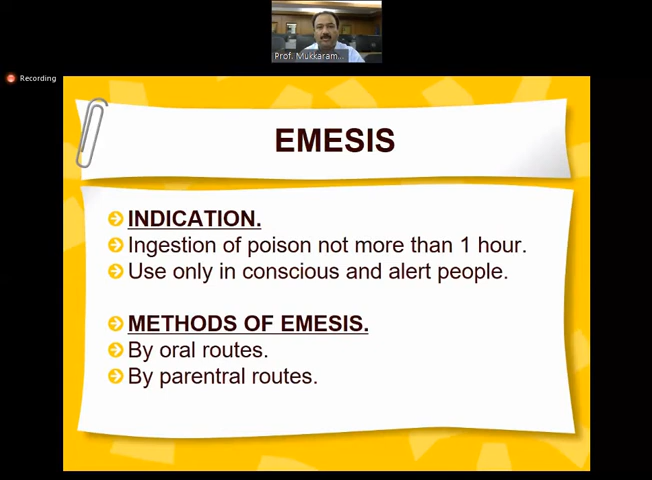 Prof. Mukkaram...
Recording
EMESIS
INDICATION.
Ingestion of poison not more than 1 hour.
Use only in conscious and alert people.
METHODS OF EMESIS.
By oral routes.
By parentral routes.